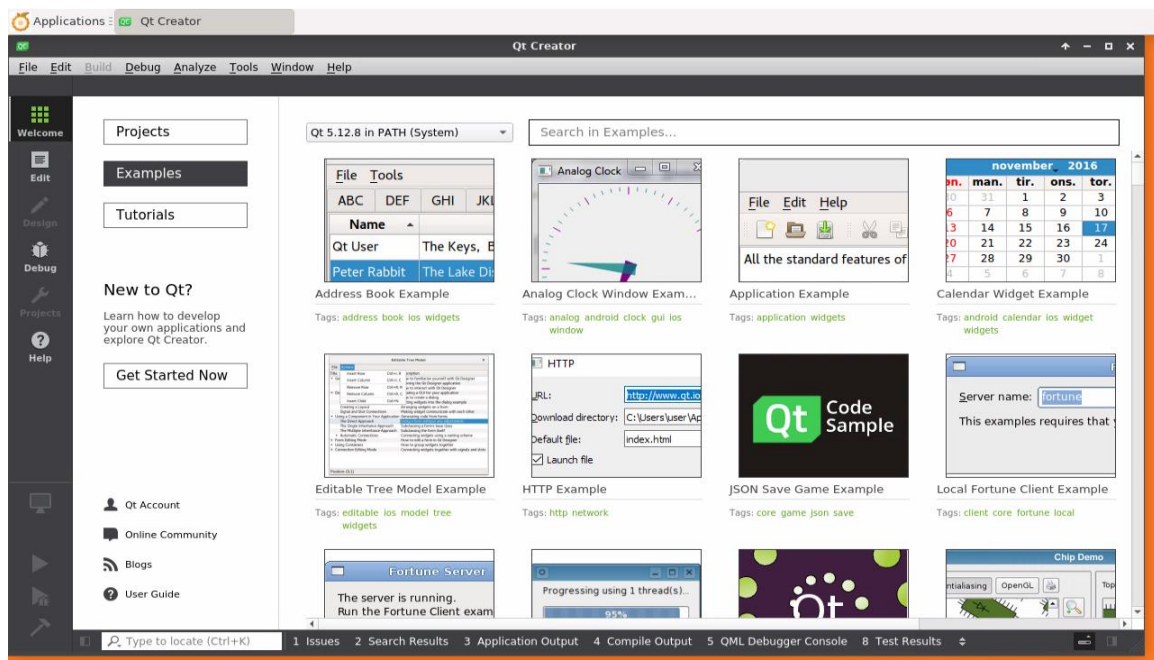 Applications
Qt Creator
Qt Creator
File Edit Build Debug Analyze Tools Window Help
Welcome
Edit
Design
Debug
Projects
Help
Projects
Examples
Tutorials
New to Qt?
Learn how to develop
your own applications and
explore Qt Creator.
Get Started Now
Qt Account
Online Community
Blogs
User Guide
Qt 5.12.8 in PATH (System)
Search in Examples...
File Tools
ABC DEF GHI JKL
Name
Qt User The Keys,
Peter Rabbit The Lake
Address Book Example
Tags: address book ios widgets
Analog Clock
Analog Clock Window Exam...
Tags: analog android clock gui ios
window
File Edit Help
All the standard features of
Application Example
Tags: application widgets
november 2016
man. tir. ons. tor.
31 1 2 3
7 8 9 10
14 15 16 17
21 22 23 24
28 29 30 1
5 6 7 8
Calendar Widget Example
Tags: android calendar ios widget
widgets
Editable Tree Model
Editable Tree Model Example
Tags: editable ios model tree
widgets
HTTP
URL: http://www.qt.io
Download directory: C:\Users\user\Ap
Default file: index.html
Launch file
HTTP Example
Tags: http network
Qt Code
Sample
JSON Save Game Example
Tags: core game json save
Server name: fortune
This examples requires that
Local Fortune Client Example
Tags: client core fortune local
Fortune Server
The server is running.
Run the Fortune Client exam
Progressing using 1 thread(s)...
95%
Qt
Chip Demo
OpenGL
Top
Type to locate (Ctrl+K)
1 Issues 2 Search Results 3 Application Output 4 Compile Output 5 QML Debugger Console 8 Test Results